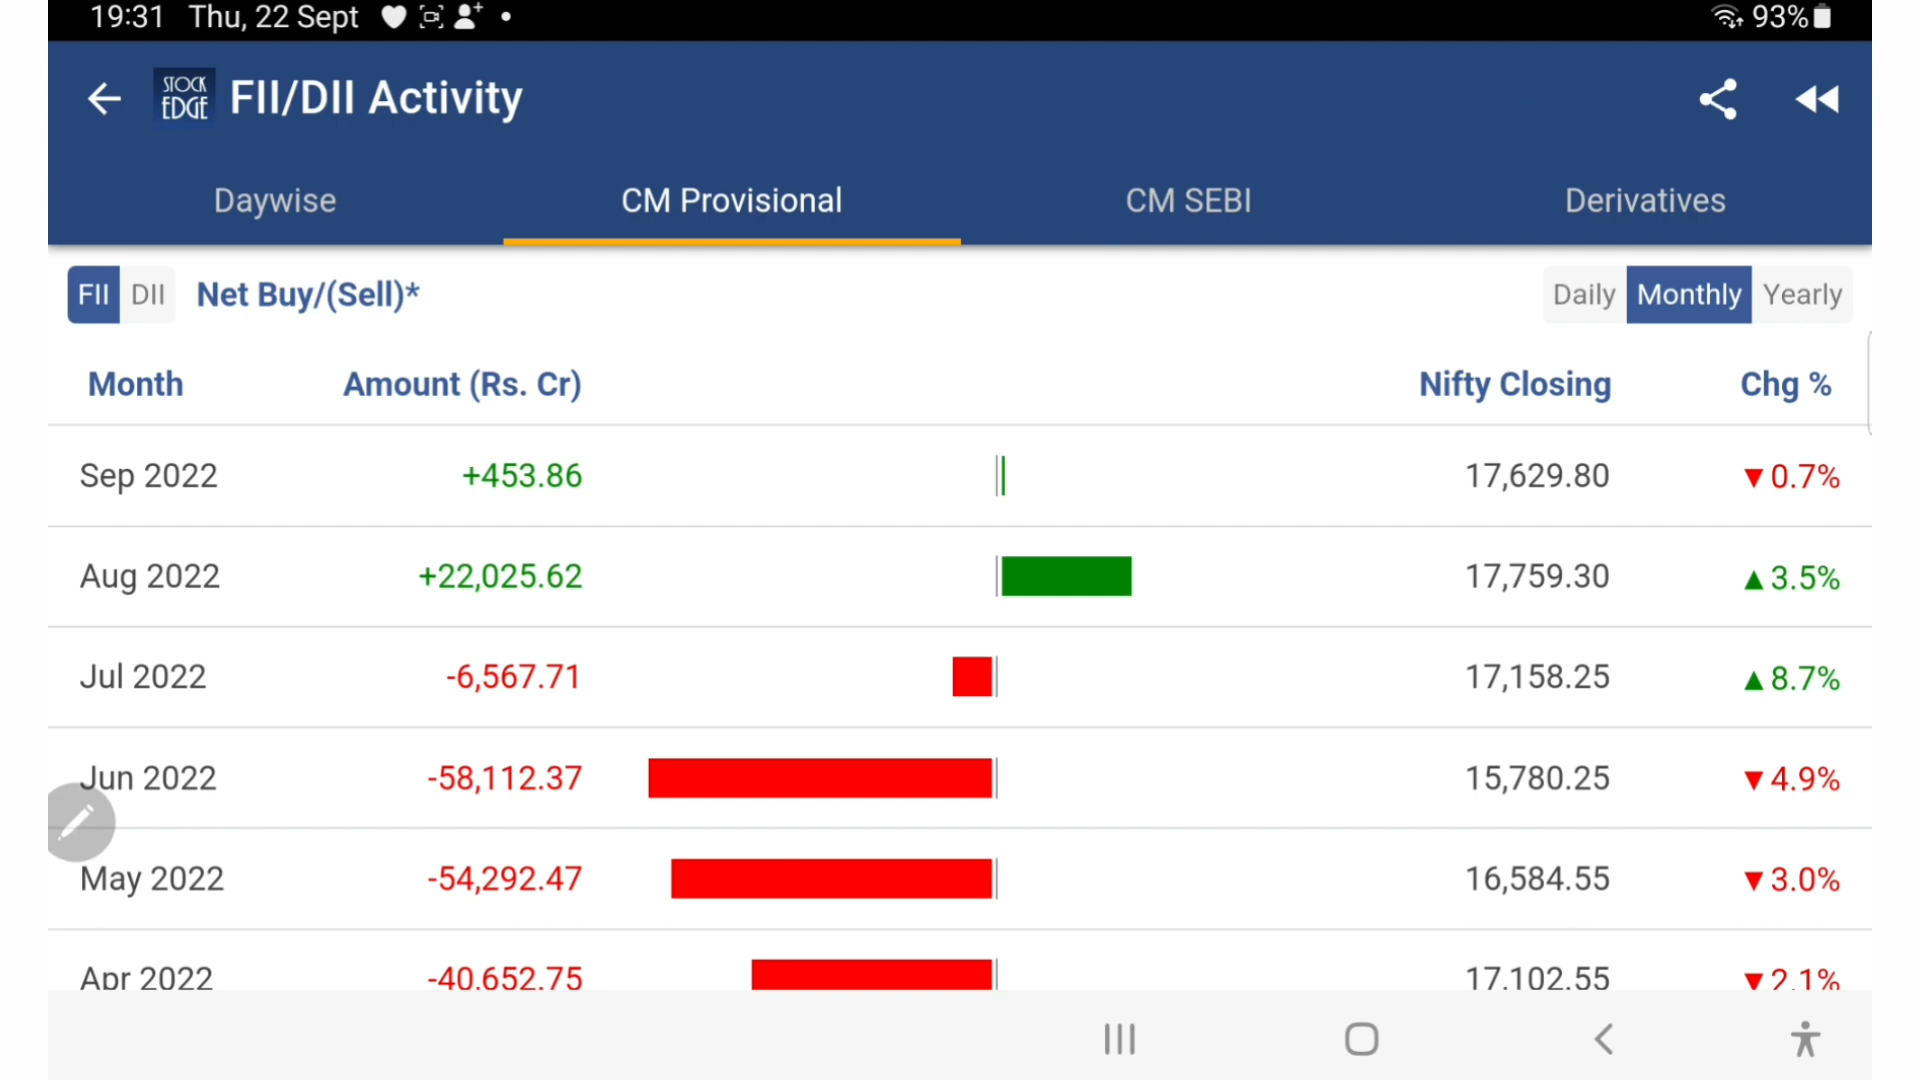 19:31 Thu, 22 Sept 93%
STOCK EDGE FII/DII Activity
Daywise CM Provisional CM SEBI Derivatives
FII DII Net Buy/(Sell)* Daily Monthly Yearly
Month Amount (Rs. Cr) Nifty Closing Chg %
Sep 2022 +453.86 17,629.80 ▼0.7%
Aug 2022 +22,025.62 17,759.30 ▲3.5%
Jul 2022 -6,567.71 17,158.25 ▲8.7%
Jun 2022 -58,112.37 15,780.25 ▼4.9%
May 2022 -54,292.47 16,584.55 ▼3.0%
Apr 2022 -40,652.75 17,102.55 ▼2.1%